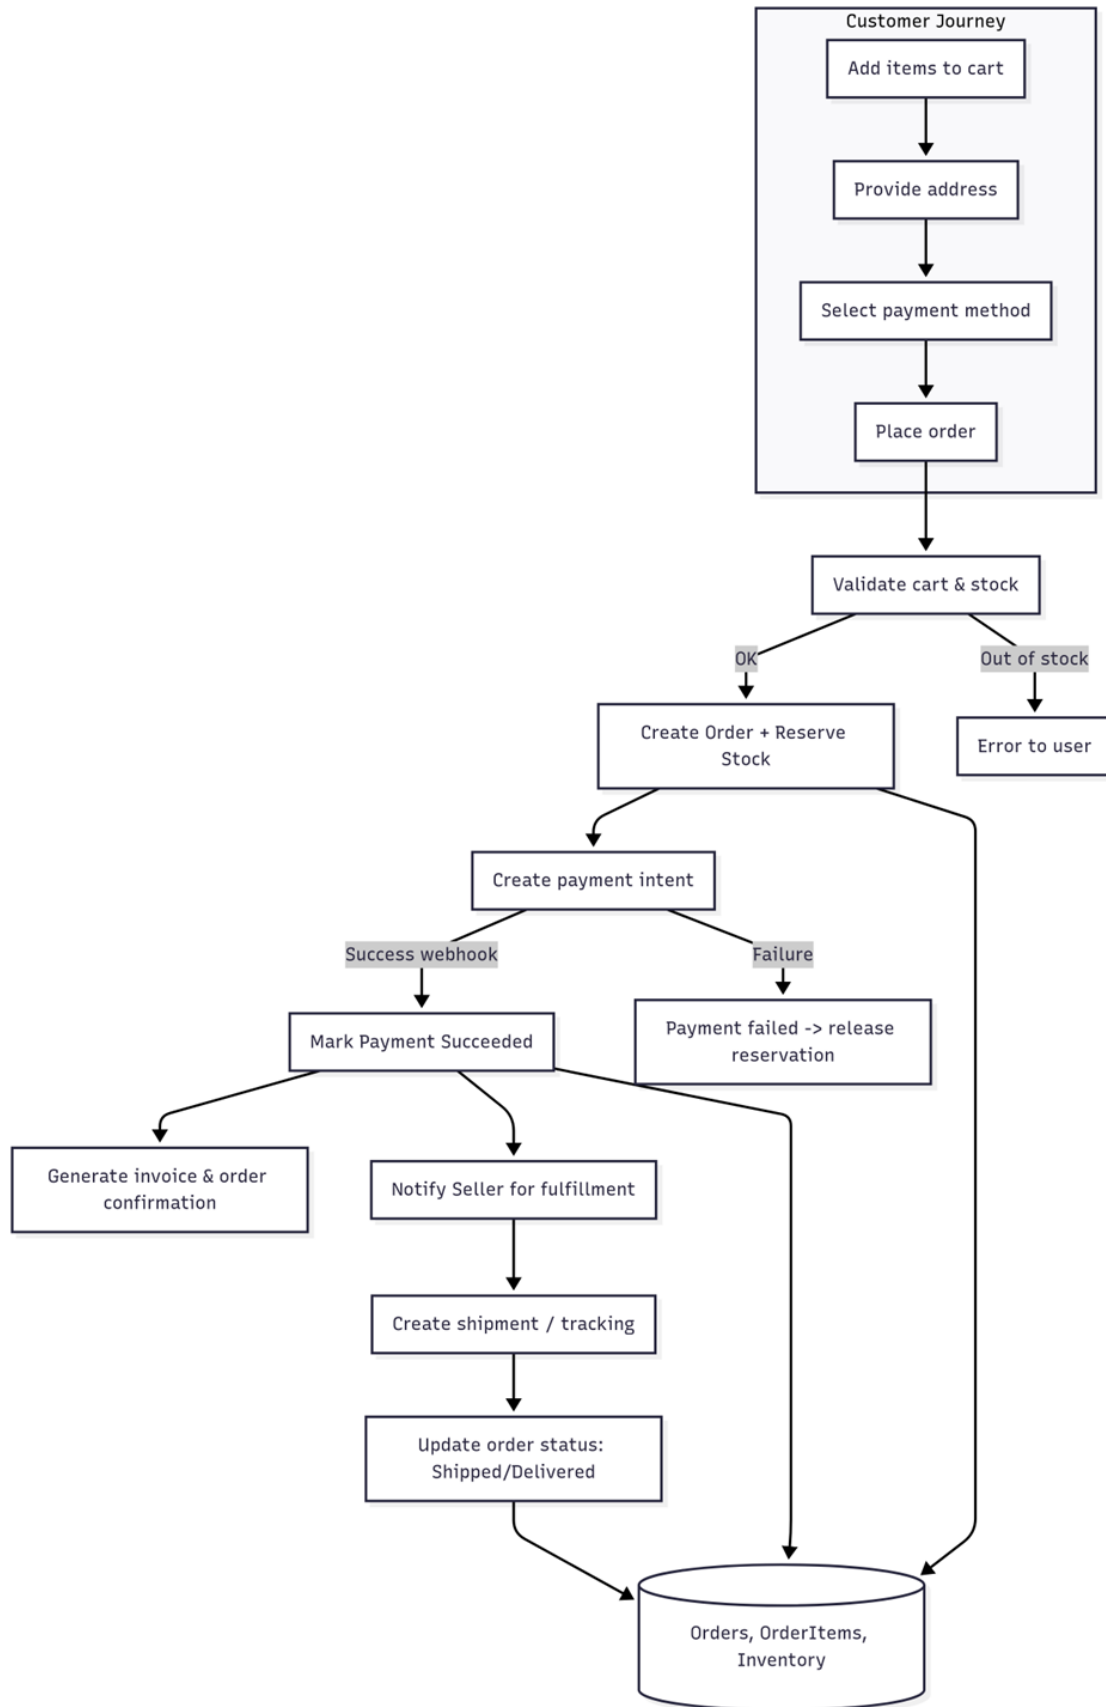 Customer Journey
Add items to cart
Provide address
Select payment method
Place order
Validate cart & stock
OK
Out of stock
Create Order + Reserve
Stock
Error to user
Create payment intent
Success webhook
Failure
Mark Payment Succeeded
Payment failed -> release
reservation
Generate invoice & order
confirmation
Notify Seller for fulfillment
Create shipment / tracking
Update order status:
Shipped/Delivered
Orders, OrderItems,
Inventory